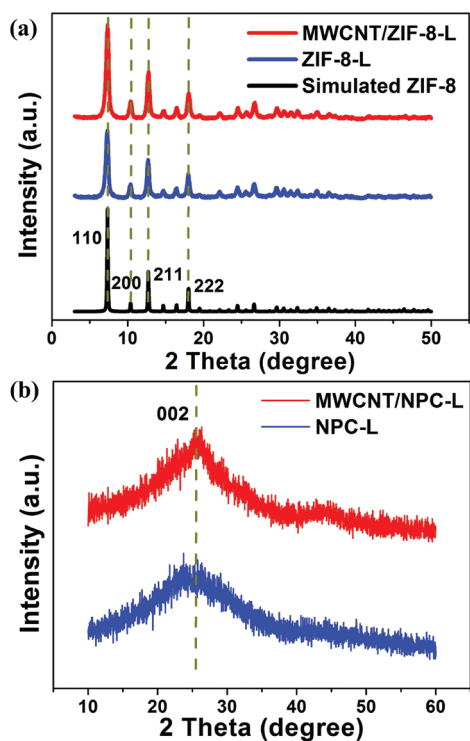 (a)
MWCNT/ZIF-8-L
ZIF-8-L
Simulated ZIF-8
Intensity (a.u.)
110
200
211
222
0 10 20 30 40 50
2 Theta (degree)
(b)
002
MWCNT/NPC-L
NPC-L
Intensity (a.u.)
10 20 30 40 50 60
2 Theta (degree)